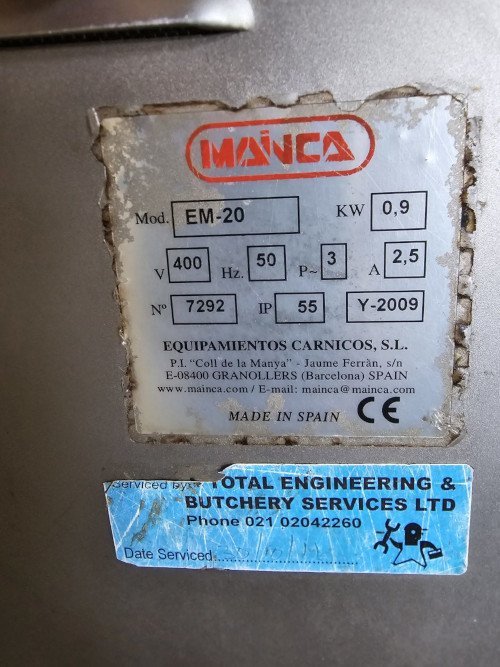 MAINCA
Mod. EM-20 KW 0,9
V 400 Hz. 50 P~ 3 A 2,5
Nº 7292 IP 55 Y-2009
EQUIPAMIENTOS CARNICOS, S.L.
P.I. "Coll de la Manya" - Jaume Ferràn, s/n
E-08400 GRANOLLERS (Barcelona) SPAIN
www.mainca.com / E-mail: mainca@mainca.com
MADE IN SPAIN CE
Serviced by TOTAL ENGINEERING &
BUTCHERY SERVICES LTD
Phone 021 02042260
Date Serviced